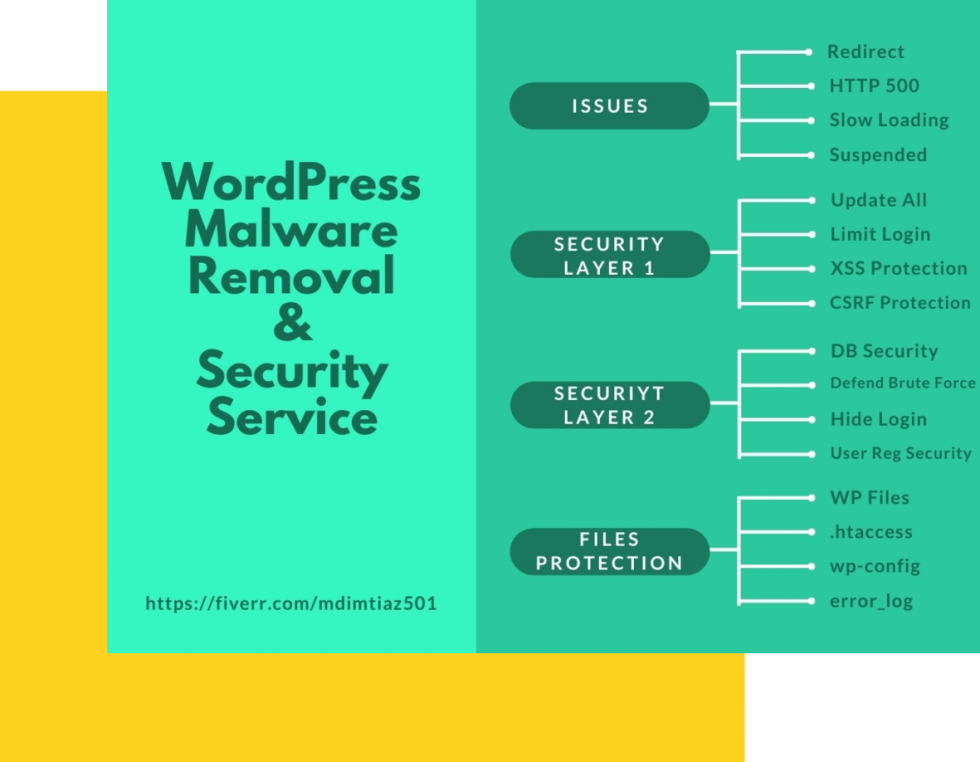 WordPress
Malware
Removal
&
Security
Service
https://fiverr.com/mdimtiaz501
ISSUES
Redirect
HTTP 500
Slow Loading
Suspended
SECURITY
LAYER 1
Update All
Limit Login
XSS Protection
CSRF Protection
SECURIYT
LAYER 2
DB Security
Defend Brute Force
Hide Login
User Reg Security
FILES
PROTECTION
WP Files
.htaccess
wp-config
error_log